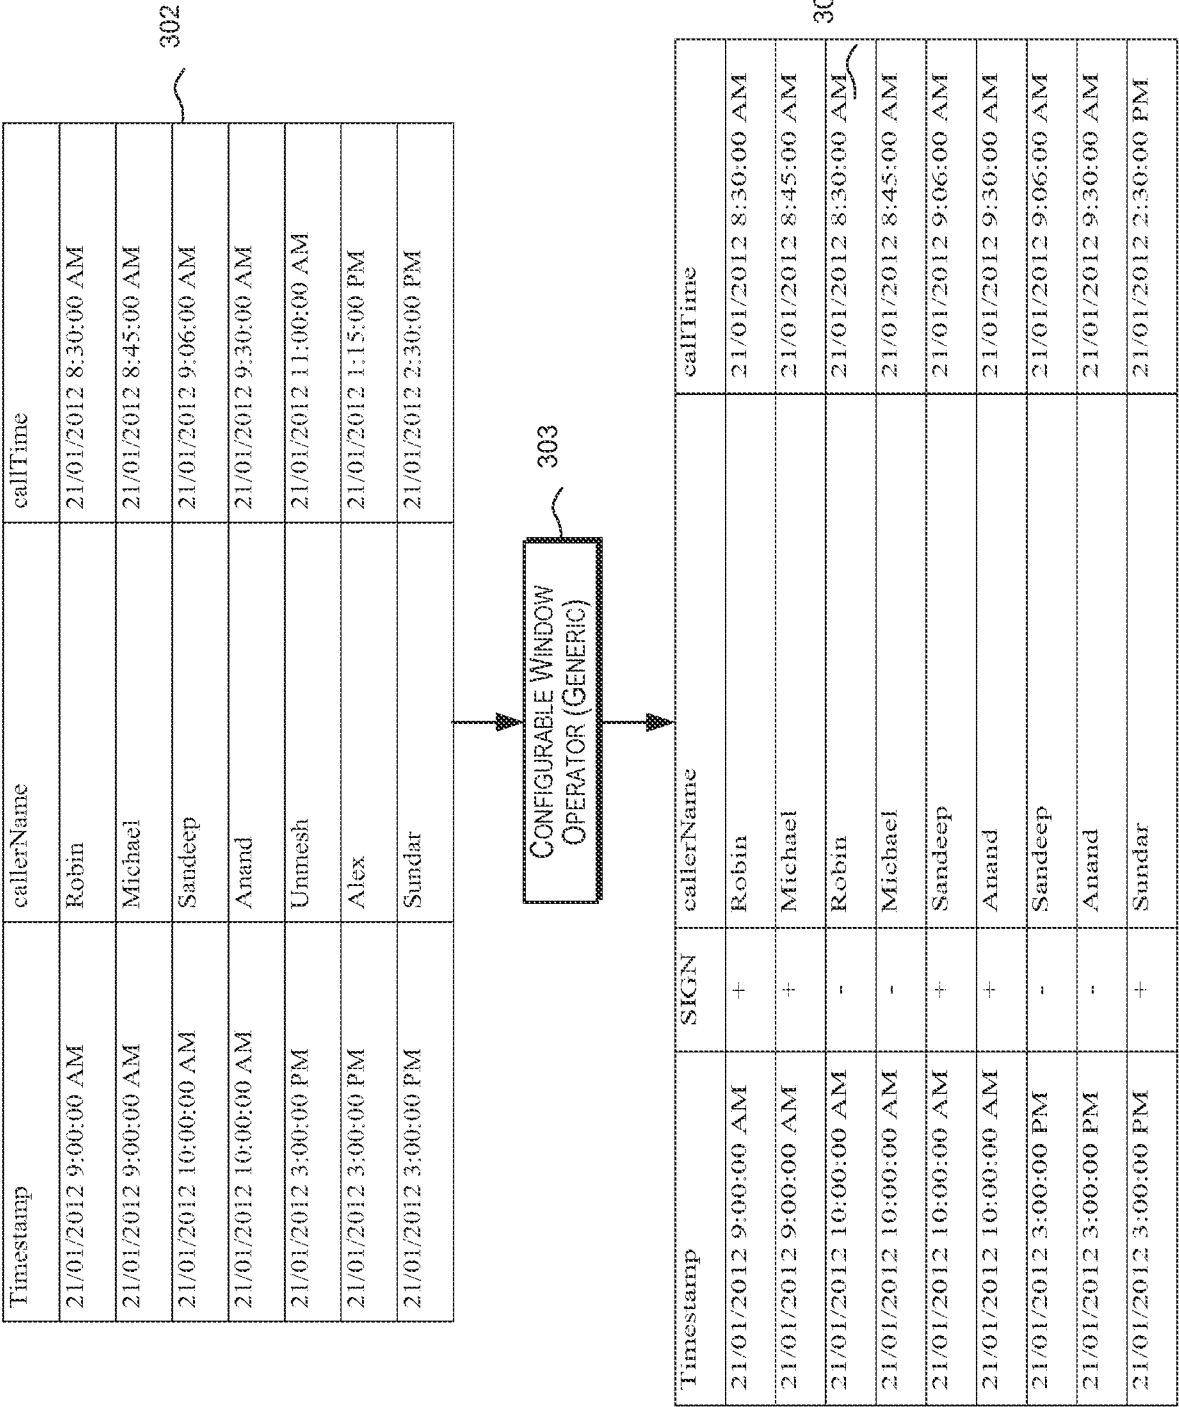 302
Timestamp callerName callTime
21/01/2012 9:00:00 AM Robin 21/01/2012 8:30:00 AM
21/01/2012 9:00:00 AM Michael 21/01/2012 8:45:00 AM
21/01/2012 10:00:00 AM Sandeep 21/01/2012 9:06:00 AM
21/01/2012 10:00:00 AM Anand 21/01/2012 9:30:00 AM
21/01/2012 3:00:00 PM Unmesh 21/01/2012 11:00:00 AM
21/01/2012 3:00:00 PM Alex 21/01/2012 1:15:00 PM
21/01/2012 3:00:00 PM Sundar 21/01/2012 2:30:00 PM
303
CONFIGURABLE WINDOW
OPERATOR (GENERIC)
Timestamp SIGN callerName callTime
21/01/2012 9:00:00 AM + Robin 21/01/2012 8:30:00 AM
21/01/2012 9:00:00 AM + Michael 21/01/2012 8:45:00 AM
21/01/2012 10:00:00 AM - Robin 21/01/2012 8:30:00 AM
21/01/2012 10:00:00 AM - Michael 21/01/2012 8:45:00 AM
21/01/2012 10:00:00 AM + Sandeep 21/01/2012 9:06:00 AM
21/01/2012 10:00:00 AM + Anand 21/01/2012 9:30:00 AM
21/01/2012 3:00:00 PM - Sandeep 21/01/2012 9:06:00 AM
21/01/2012 3:00:00 PM - Anand 21/01/2012 9:30:00 AM
21/01/2012 3:00:00 PM + Sundar 21/01/2012 2:30:00 PM